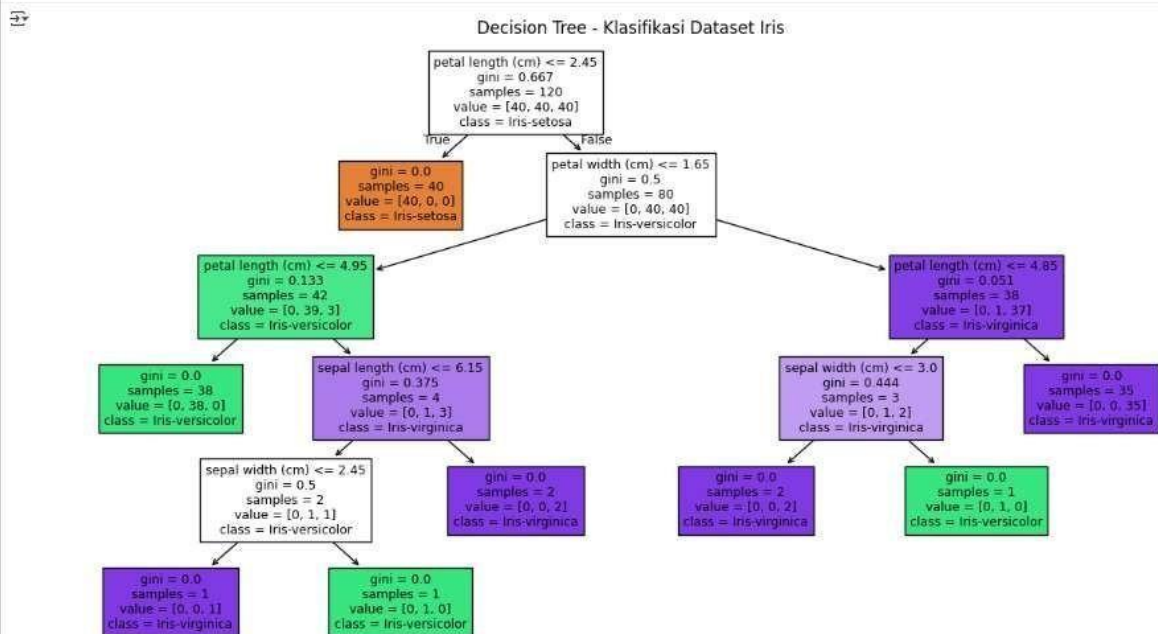 Decision Tree - Klasifikasi Dataset Iris
petal length (cm) <= 2.45
gini = 0.667
samples = 120
value = [40, 40, 40]
class = Iris-setosa
True
False
gini = 0.0
samples = 40
value = [40, 0, 0]
class = Iris-setosa
petal width (cm) <= 1.65
gini = 0.5
samples = 80
value = [0, 40, 40]
class = Iris-versicolor
petal length (cm) <= 4.95
gini = 0.133
samples = 42
value = [0, 39, 3]
class = Iris-versicolor
petal length (cm) <= 4.85
gini = 0.051
samples = 38
value = [0, 1, 37]
class = Iris-virginica
gini = 0.0
samples = 38
value = [0, 38, 0]
class = Iris-versicolor
sepal length (cm) <= 6.15
gini = 0.375
samples = 4
value = [0, 1, 3]
class = Iris-virginica
sepal width (cm) <= 3.0
gini = 0.444
samples = 3
value = [0, 1, 2]
class = Iris-virginica
gini = 0.0
samples = 35
value = [0, 0, 35]
class = Iris-virginica
sepal width (cm) <= 2.45
gini = 0.5
samples = 2
value = [0, 1, 1]
class = Iris-versicolor
gini = 0.0
samples = 2
value = [0, 0, 2]
class = Iris-virginica
gini = 0.0
samples = 2
value = [0, 0, 2]
class = Iris-virginica
gini = 0.0
samples = 1
value = [0, 1, 0]
class = Iris-versicolor
gini = 0.0
samples = 1
value = [0, 0, 1]
class = Iris-virginica
gini = 0.0
samples = 1
value = [0, 1, 0]
class = Iris-versicolor